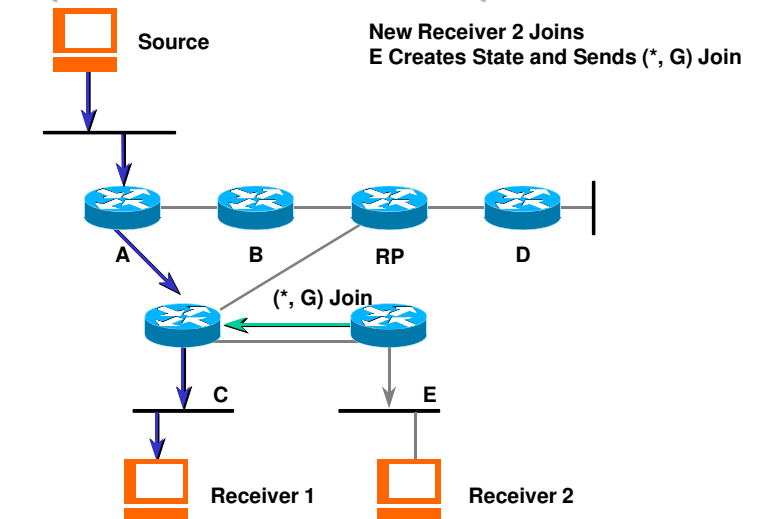 Source
New Receiver 2 Joins
E Creates State and Sends (*, G) Join
A
B
RP
D
(*, G) Join
C
E
Receiver 1
Receiver 2